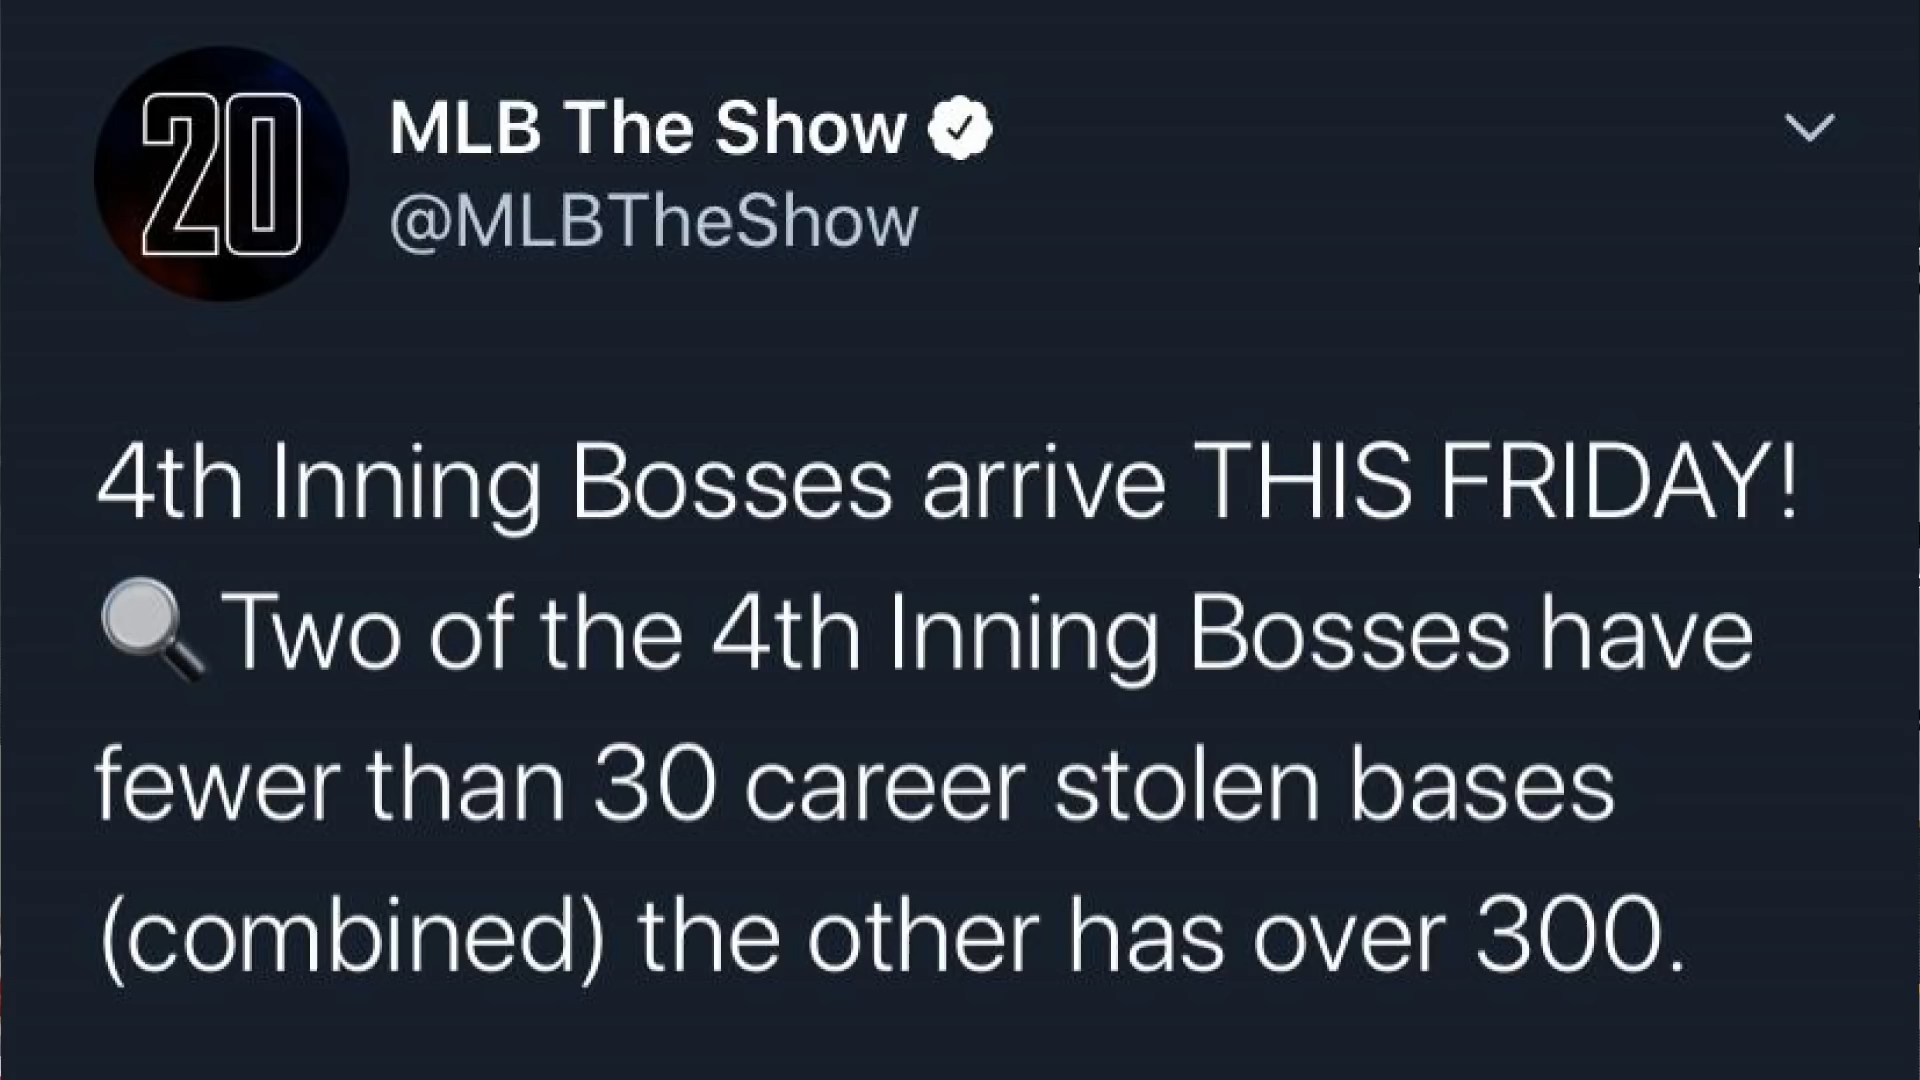 20
MLB The Show
@MLBTheShow
4th Inning Bosses arrive THIS FRIDAY!
🔍Two of the 4th Inning Bosses have
fewer than 30 career stolen bases
(combined) the other has over 300.